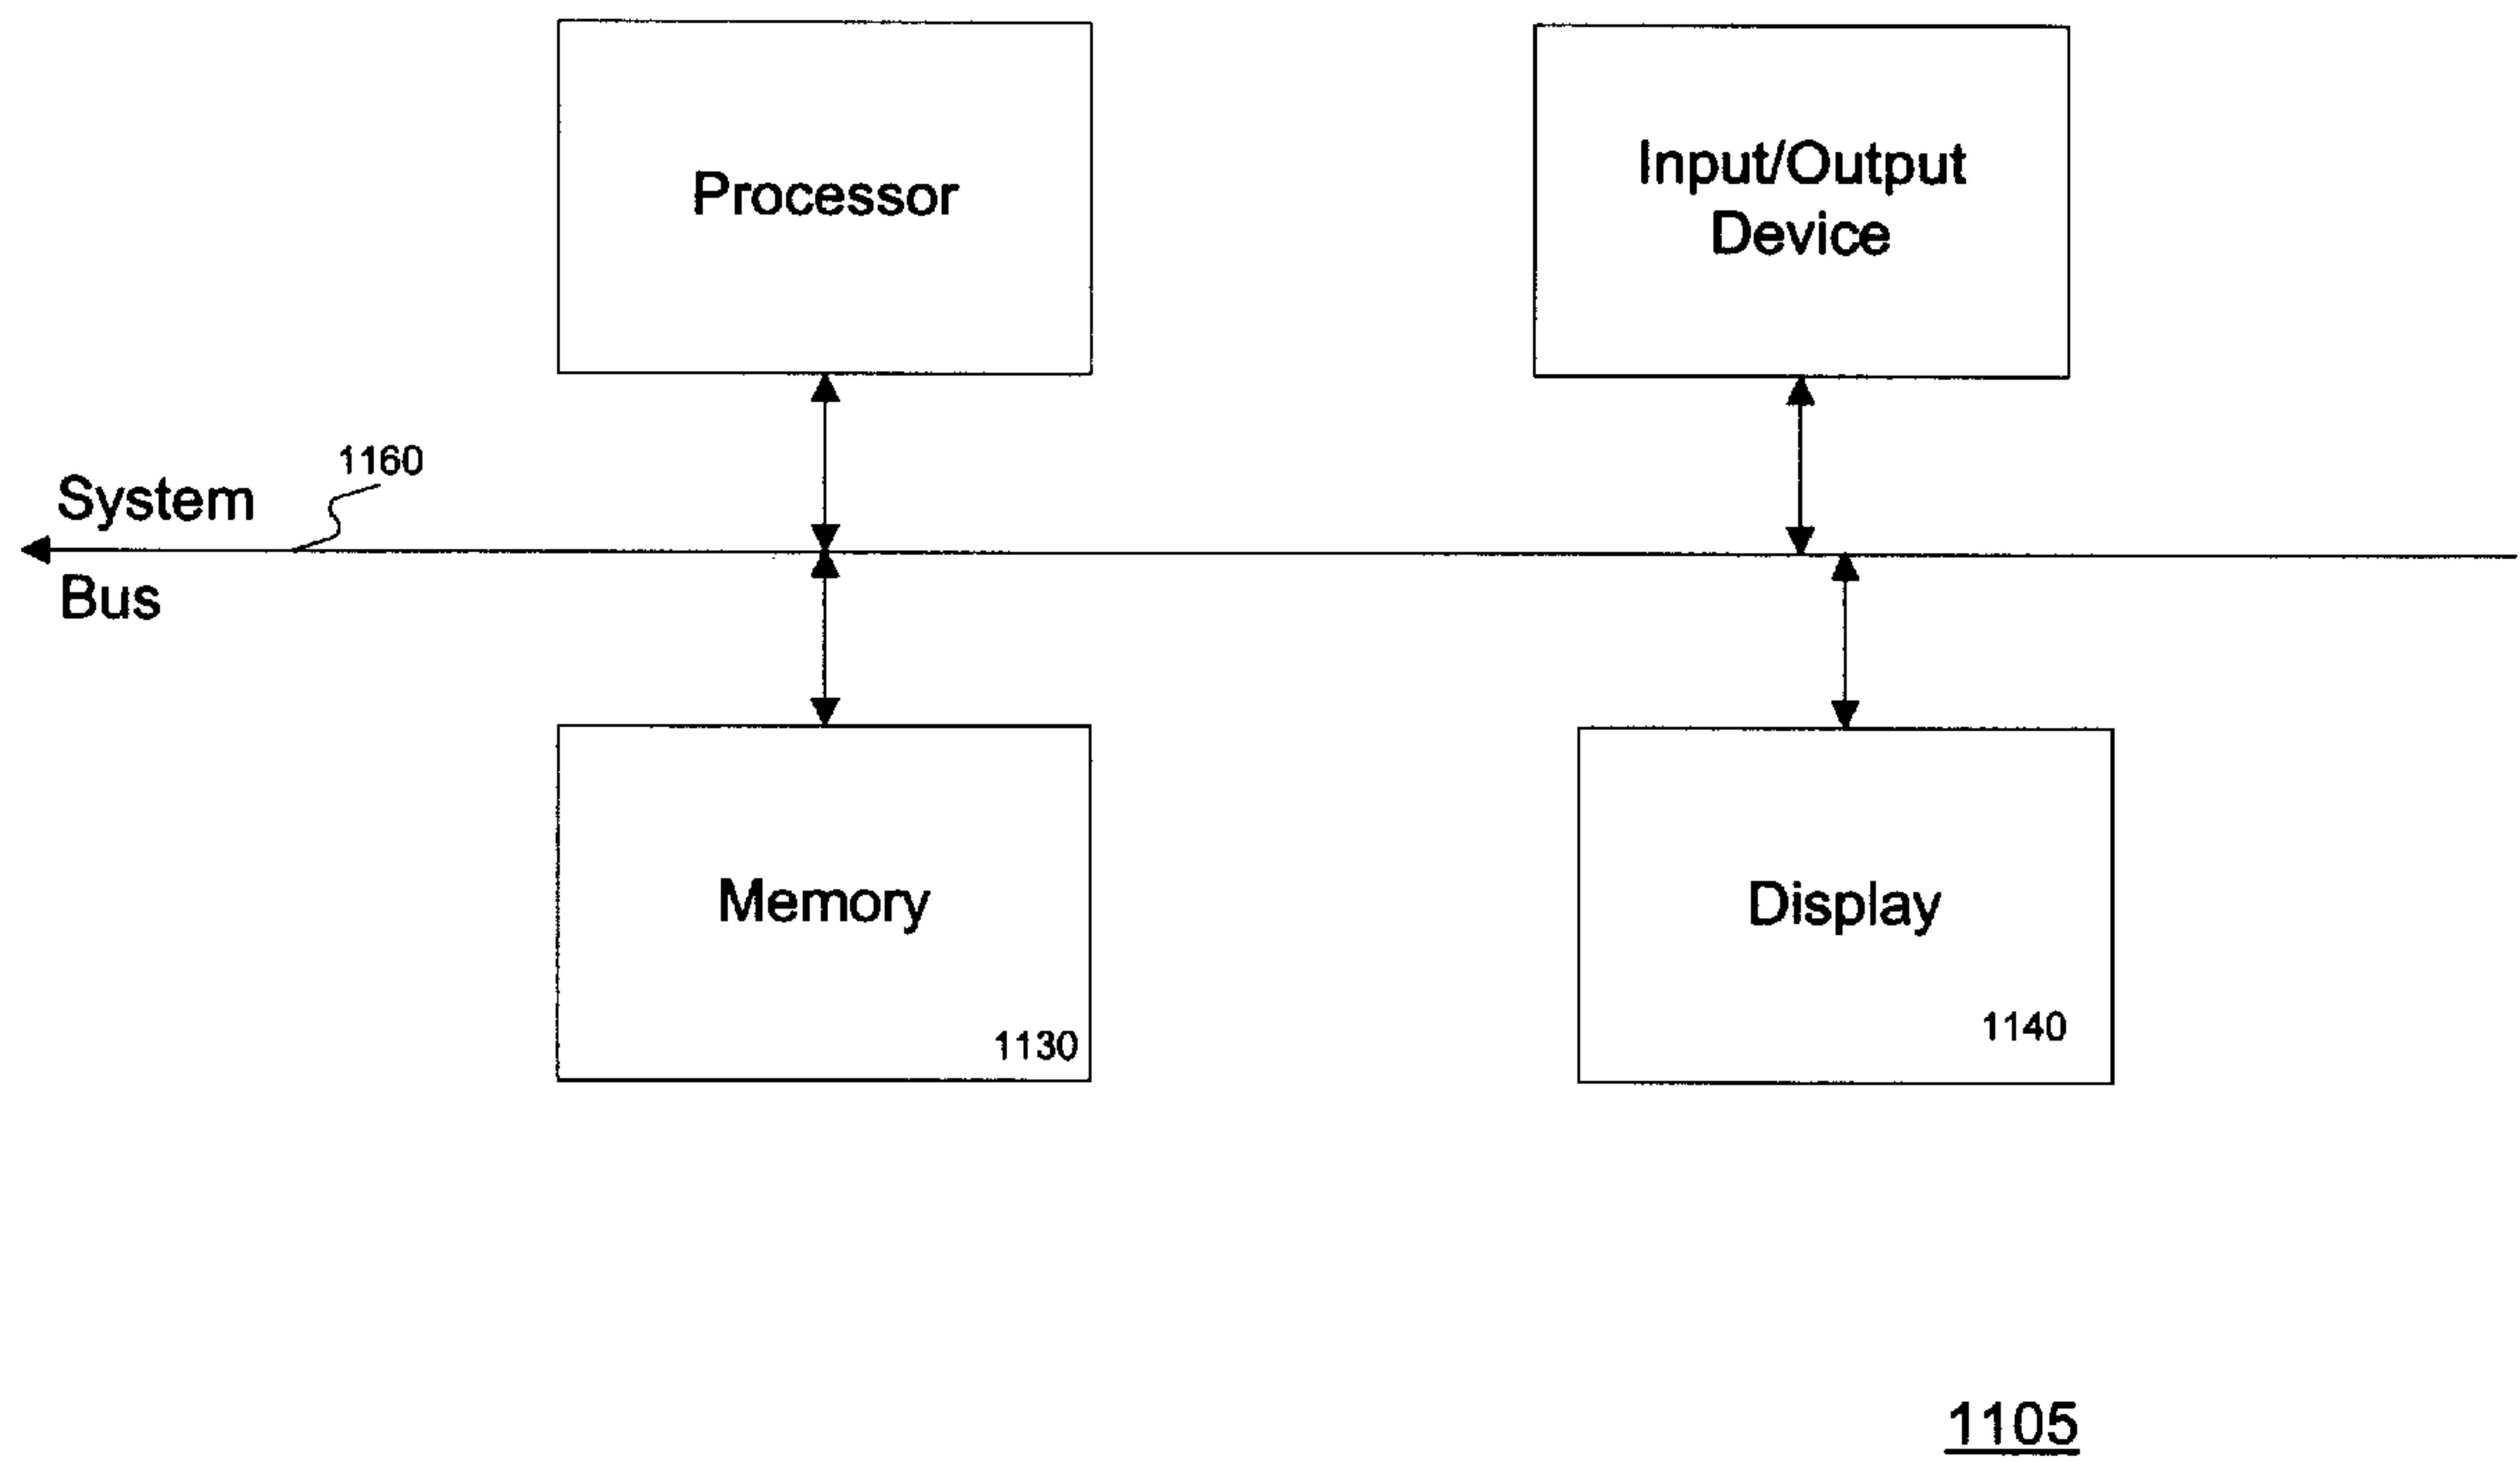 Processor
Input/Output
Device
1160
System
Bus
Memory
1130
Display
1140
1105